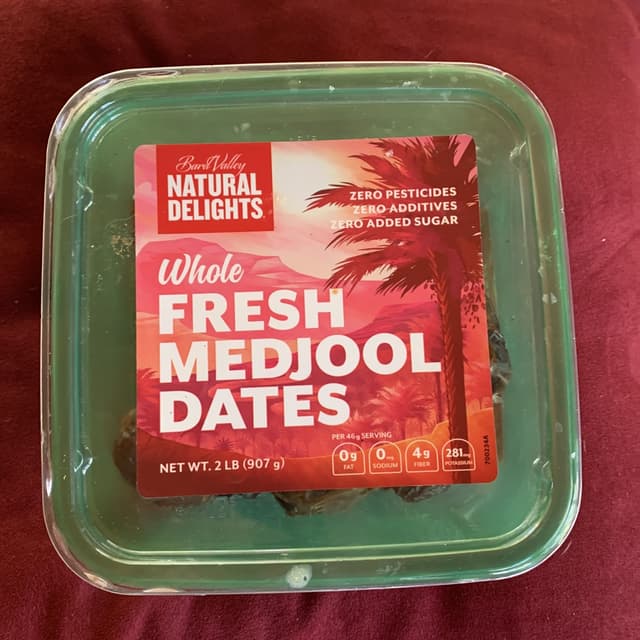 Bard Valley
NATURAL
DELIGHTS
ZERO PESTICIDES
ZERO ADDITIVES
ZERO ADDED SUGAR
Whole
FRESH
MEDJOOL
DATES
PER 46g SERVING
0g
FAT
0mg
SODIUM
4g
FIBER
281mg
POTASSIUM
NET WT. 2 LB (907 g)
700234A